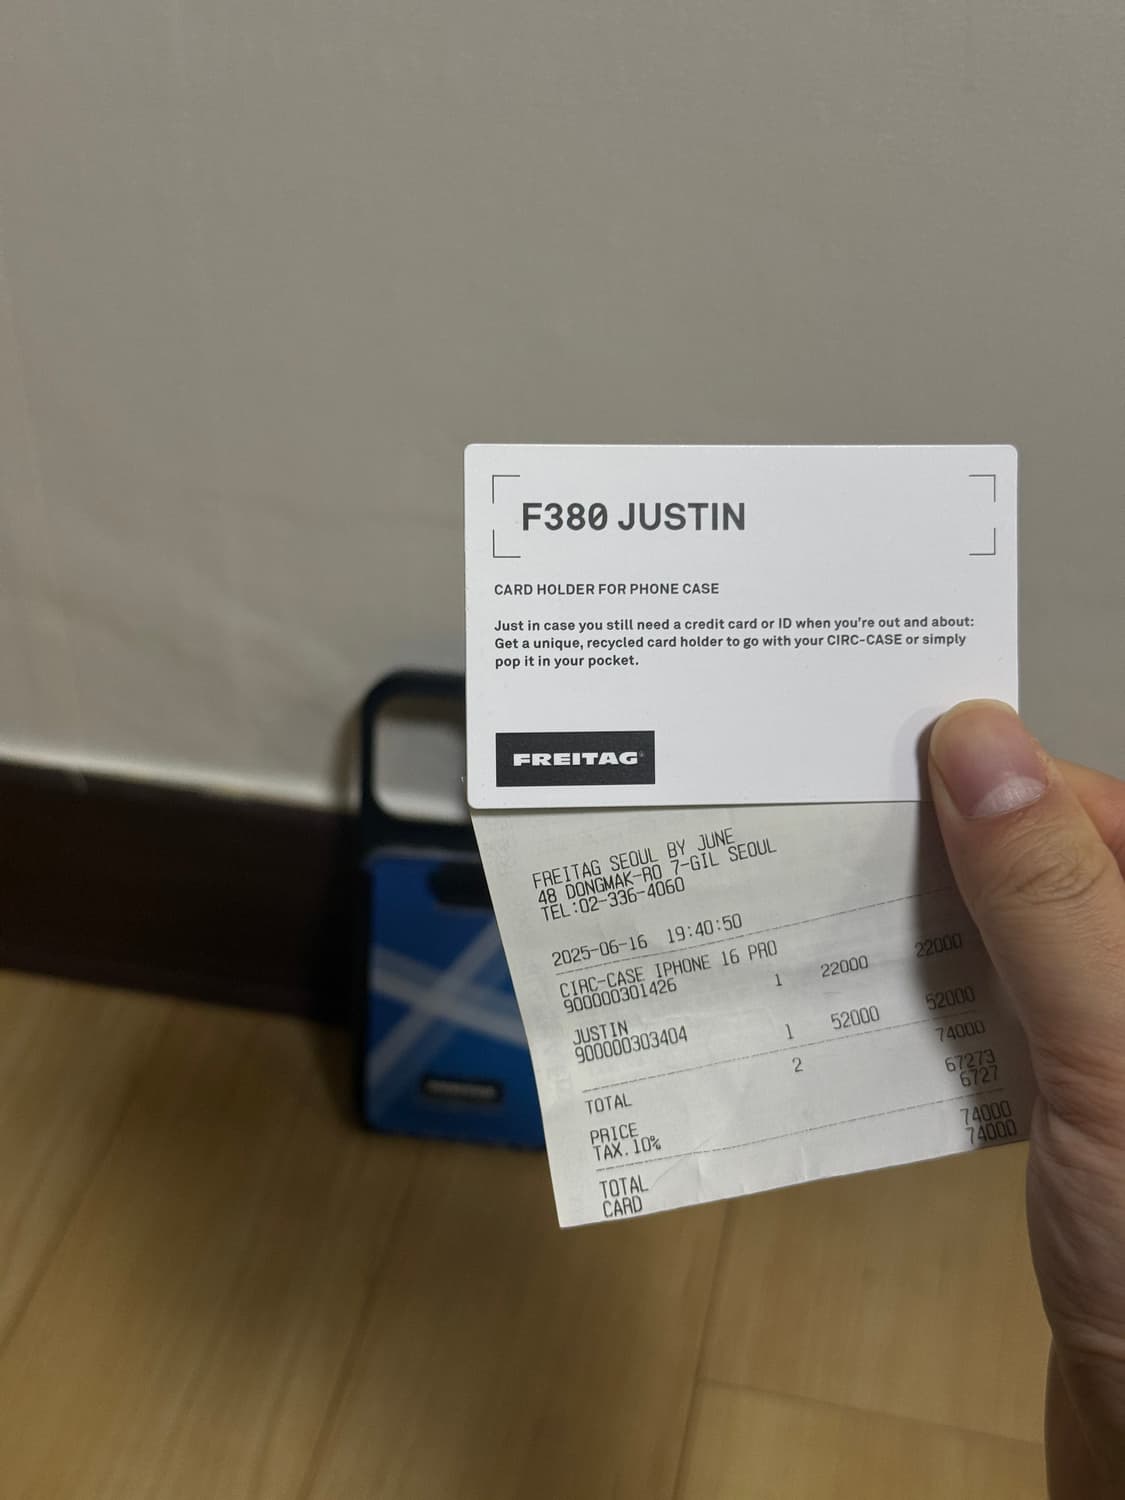 F380 JUSTIN
CARD HOLDER FOR PHONE CASE
Just in case you still need a credit card or ID when you're out and about:
Get a unique, recycled card holder to go with your CIRC-CASE or simply
pop it in your pocket.
FREITAG
FREITAG SEOUL BY JUNE
48 DONGMAK-RO 7-GIL SEOUL
TEL:02-336-4060
2025-06-16 19:40:50
CIRC-CASE IPHONE 16 PRO
900000301426 1 22000 22000
JUSTIN
900000303404 1 52000 52000
TOTAL 2 74000
PRICE 67273
TAX.10% 6727
TOTAL 74000
CARD 74000